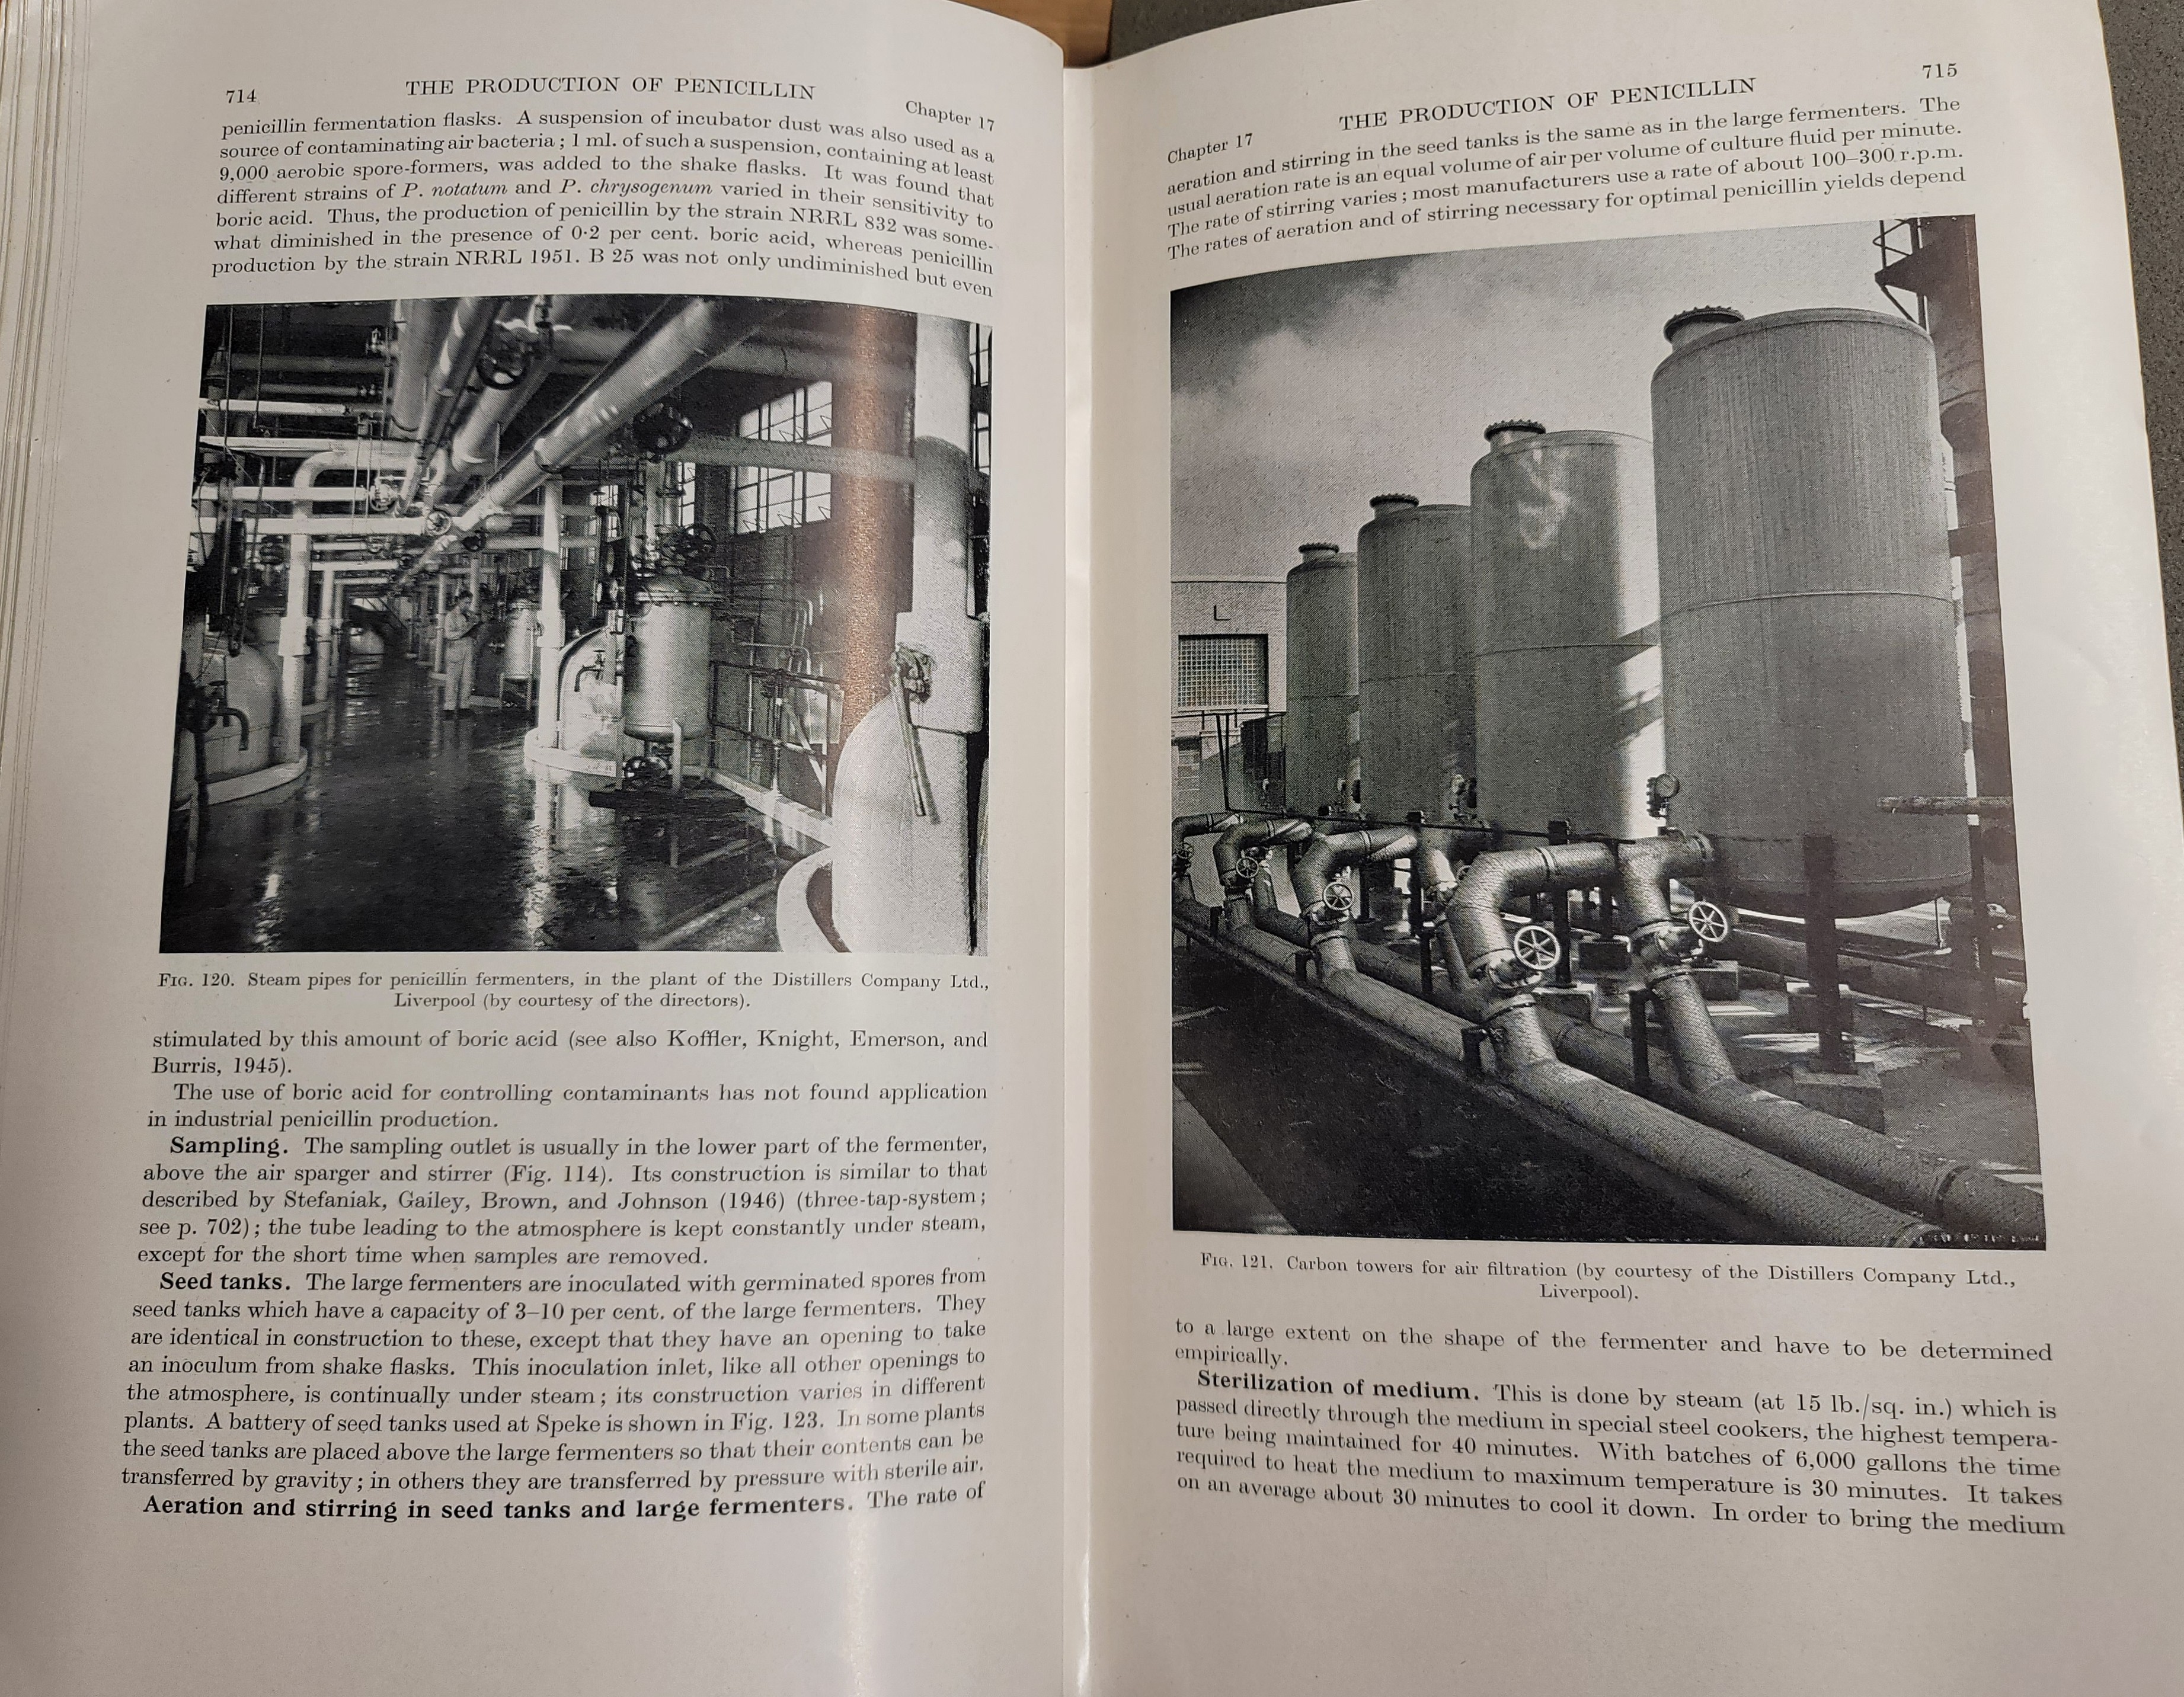 714
THE PRODUCTION OF PENICILLIN
Chapter 17
penicillin fermentation flasks. A suspension of incubator dust was also used as a
source of contaminating air bacteria ; 1 ml. of such a suspension, containing at least
9,000 aerobic spore-formers, was added to the shake flasks. It was found that
different strains of P. notatum and P. chrysogenum varied in their sensitivity to
boric acid. Thus, the production of penicillin by the strain NRRL 832 was some-
what diminished in the presence of 0·2 per cent. boric acid, whereas penicillin
production by the strain NRRL 1951. B 25 was not only undiminished but even
FIG. 120. Steam pipes for penicillin fermenters, in the plant of the Distillers Company Ltd.,
Liverpool (by courtesy of the directors).
stimulated by this amount of boric acid (see also Koffler, Knight, Emerson, and
Burris, 1945).
The use of boric acid for controlling contaminants has not found application
in industrial penicillin production.
Sampling. The sampling outlet is usually in the lower part of the fermenter,
above the air sparger and stirrer (Fig. 114). Its construction is similar to that
described by Stefaniak, Gailey, Brown, and Johnson (1946) (three-tap-system ;
see p. 702) ; the tube leading to the atmosphere is kept constantly under steam,
except for the short time when samples are removed.
Seed tanks. The large fermenters are inoculated with germinated spores from
seed tanks which have a capacity of 3–10 per cent. of the large fermenters. They
are identical in construction to these, except that they have an opening to take
an inoculum from shake flasks. This inoculation inlet, like all other openings to
the atmosphere, is continually under steam ; its construction varies in different
plants. A battery of seed tanks used at Speke is shown in Fig. 123. In some plants
the seed tanks are placed above the large fermenters so that their contents can be
transferred by gravity ; in others they are transferred by pressure with sterile air.
Aeration and stirring in seed tanks and large fermenters. The rate of
Chapter 17
THE PRODUCTION OF PENICILLIN
715
aeration and stirring in the seed tanks is the same as in the large fermenters. The
usual aeration rate is an equal volume of air per volume of culture fluid per minute.
The rate of stirring varies ; most manufacturers use a rate of about 100–300 r.p.m.
The rates of aeration and of stirring necessary for optimal penicillin yields depend
FIG. 121. Carbon towers for air filtration (by courtesy of the Distillers Company Ltd.,
Liverpool).
to a large extent on the shape of the fermenter and have to be determined
empirically.
Sterilization of medium. This is done by steam (at 15 lb./sq. in.) which is
passed directly through the medium in special steel cookers, the highest tempera-
ture being maintained for 40 minutes. With batches of 6,000 gallons the time
required to heat the medium to maximum temperature is 30 minutes. It takes
on an average about 30 minutes to cool it down. In order to bring the medium